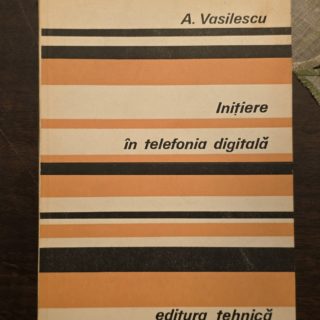 A. Vasilescu
Inițiere
în telefonia digitală
editura tehnică